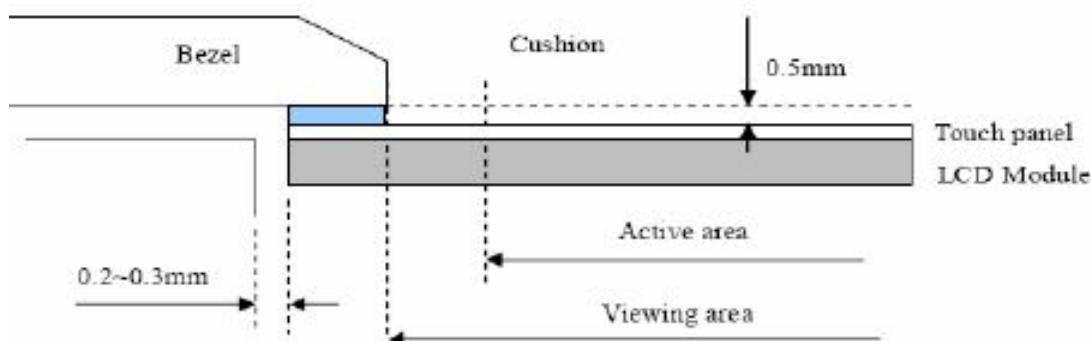 Cushion
Bezel
0.5mm
Touch panel
LCD Module
Active area
0.2~0.3mm
Viewing area